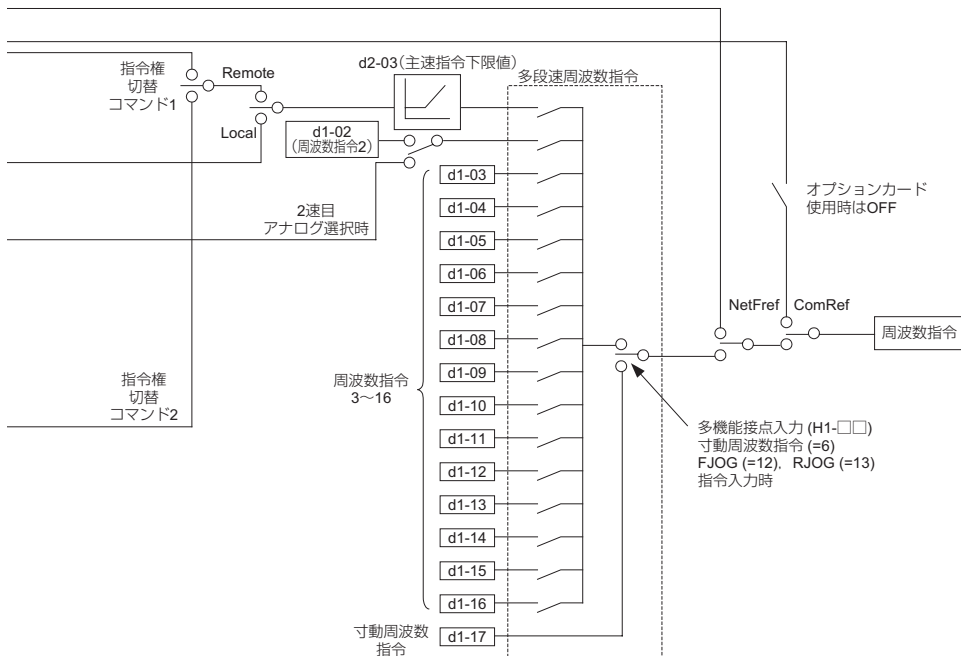 d2-03(主速指令下限値)
多段速周波数指令
指令権
切替
コマンド1
Remote
Local
d1-02
(周波数指令2)
2速目
アナログ選択時
d1-03
d1-04
d1-05
d1-06
d1-07
d1-08
d1-09
d1-10
d1-11
d1-12
d1-13
d1-14
d1-15
d1-16
周波数指令
3～16
寸動周波数
指令
d1-17
指令権
切替
コマンド2
オプションカード
使用時はOFF
NetFref
ComRef
周波数指令
多機能接点入力 (H1-□□)
寸動周波数指令 (=6)
FJOG (=12), RJOG (=13)
指令入力時